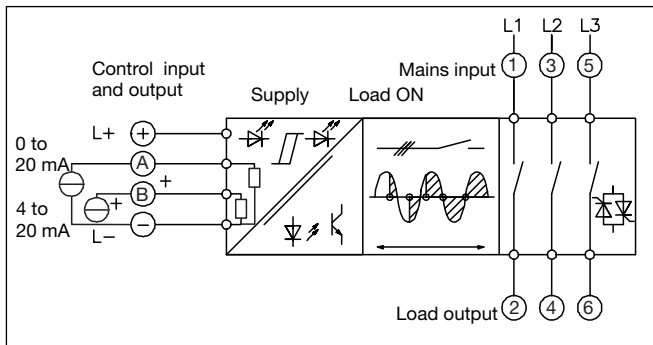 L1 L2 L3
Control input
and output
Mains input
1 3 5
Supply Load ON
L+ +
0 to
20 mA
A
B +
+
4 to
20 mA
L− −
Load output
2 4 6